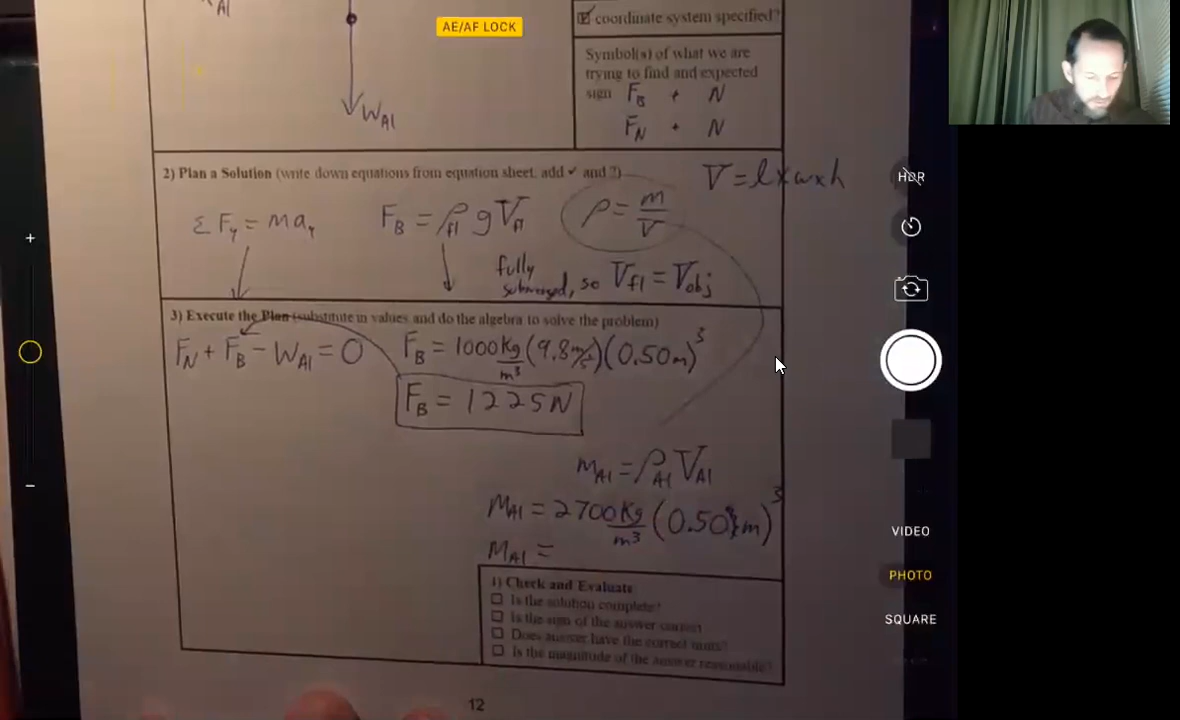 Al
AE/AF LOCK
coordinate system specified?
W_Al
Symbol(s) of what we are
trying to find and expected
sign F_B + N
F_N + N
2) Plan a Solution (write down equations from equation sheet, add ✓ and ?)
V = l x w x h
HDR
ΣF_y = ma_y
F_B = ρ_fl g V_fl
ρ = m/V
fully
submerged, so V_fl = V_obj
3) Execute the Plan (substitute in values and do the algebra to solve the problem)
F_N + F_B - W_Al = 0
F_B = 1000 kg/m³ (9.8 m/s²)(0.50 m)³
F_B = 1225 N
m_Al = ρ_Al V_Al
m_Al = 2700 kg/m³ (0.50 m)³
m_Al =
VIDEO
PHOTO
SQUARE
Check and Evaluate
Is the solution complete?
Is the sign of the answer correct
Does answer have the correct units?
Is the magnitude of the answer reasonable?
12